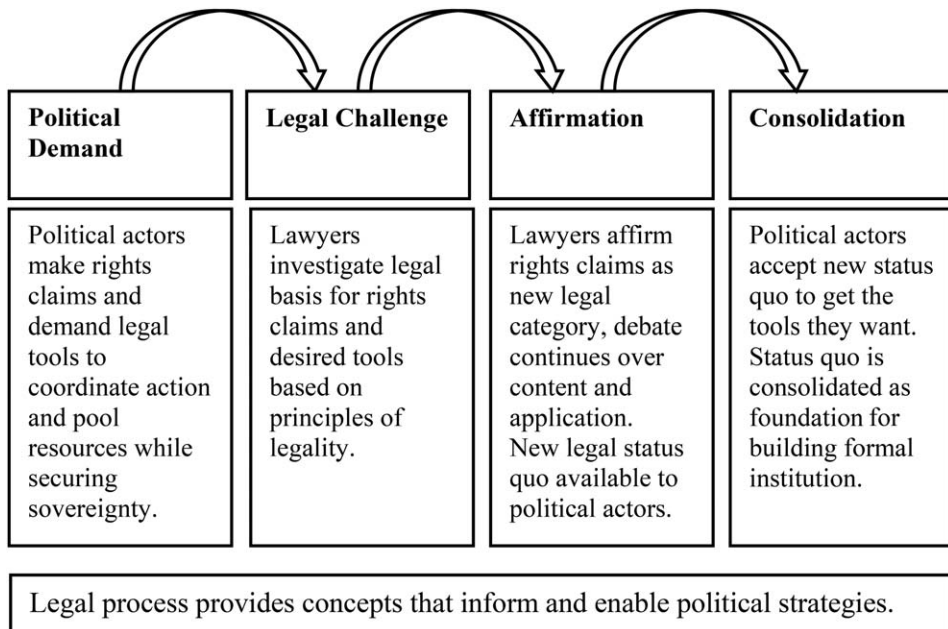 Political
Demand
Legal Challenge
Affirmation
Consolidation
Political actors
make rights
claims and
demand legal
tools to
coordinate action
and pool
resources while
securing
sovereignty.
Lawyers
investigate legal
basis for rights
claims and
desired tools
based on
principles of
legality.
Lawyers affirm
rights claims as
new legal
category, debate
continues over
content and
application.
New legal status
quo available to
political actors.
Political actors
accept new status
quo to get the
tools they want.
Status quo is
consolidated as
foundation for
building formal
institution.
Legal process provides concepts that inform and enable political strategies.